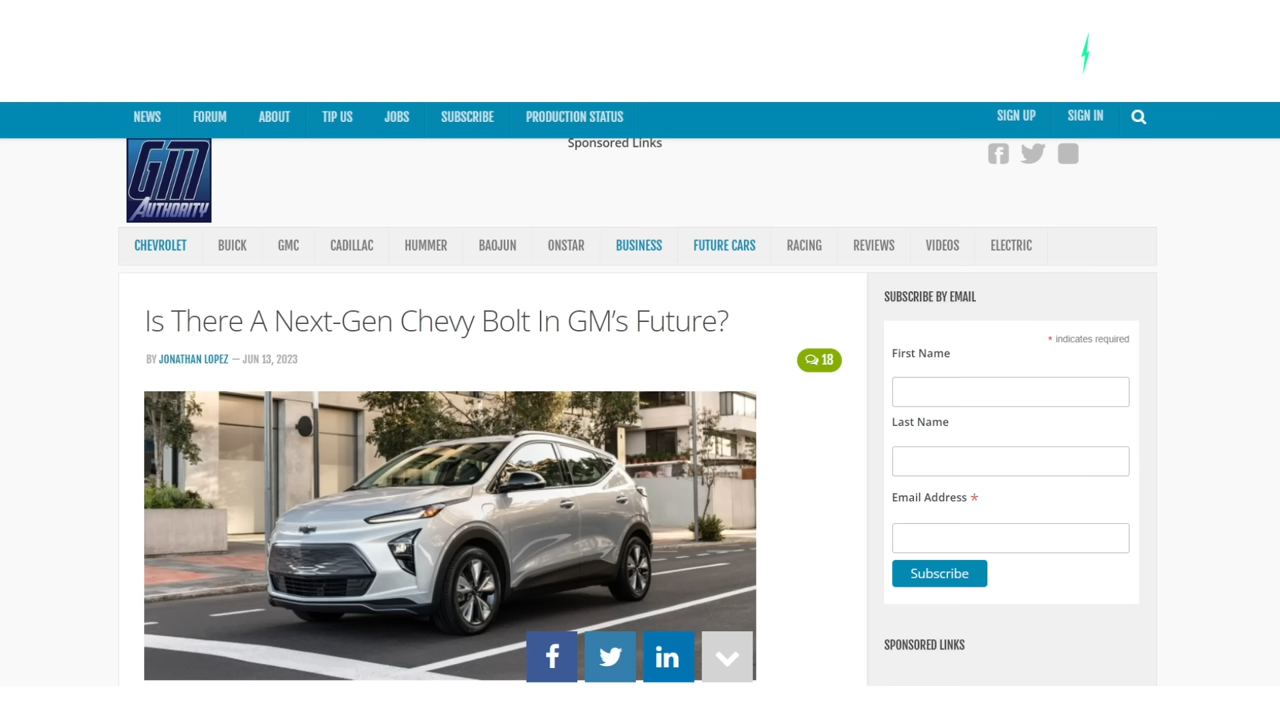 NEWS FORUM ABOUT TIP US JOBS SUBSCRIBE PRODUCTION STATUS SIGN UP SIGN IN
Sponsored Links
GM
AUTHORITY
CHEVROLET BUICK GMC CADILLAC HUMMER BAOJUN ONSTAR BUSINESS FUTURE CARS RACING REVIEWS VIDEOS ELECTRIC
Is There A Next-Gen Chevy Bolt In GM’s Future?
BY JONATHAN LOPEZ — JUN 13, 2023
18
SUBSCRIBE BY EMAIL
* indicates required
First Name
Last Name
Email Address *
Subscribe
SPONSORED LINKS